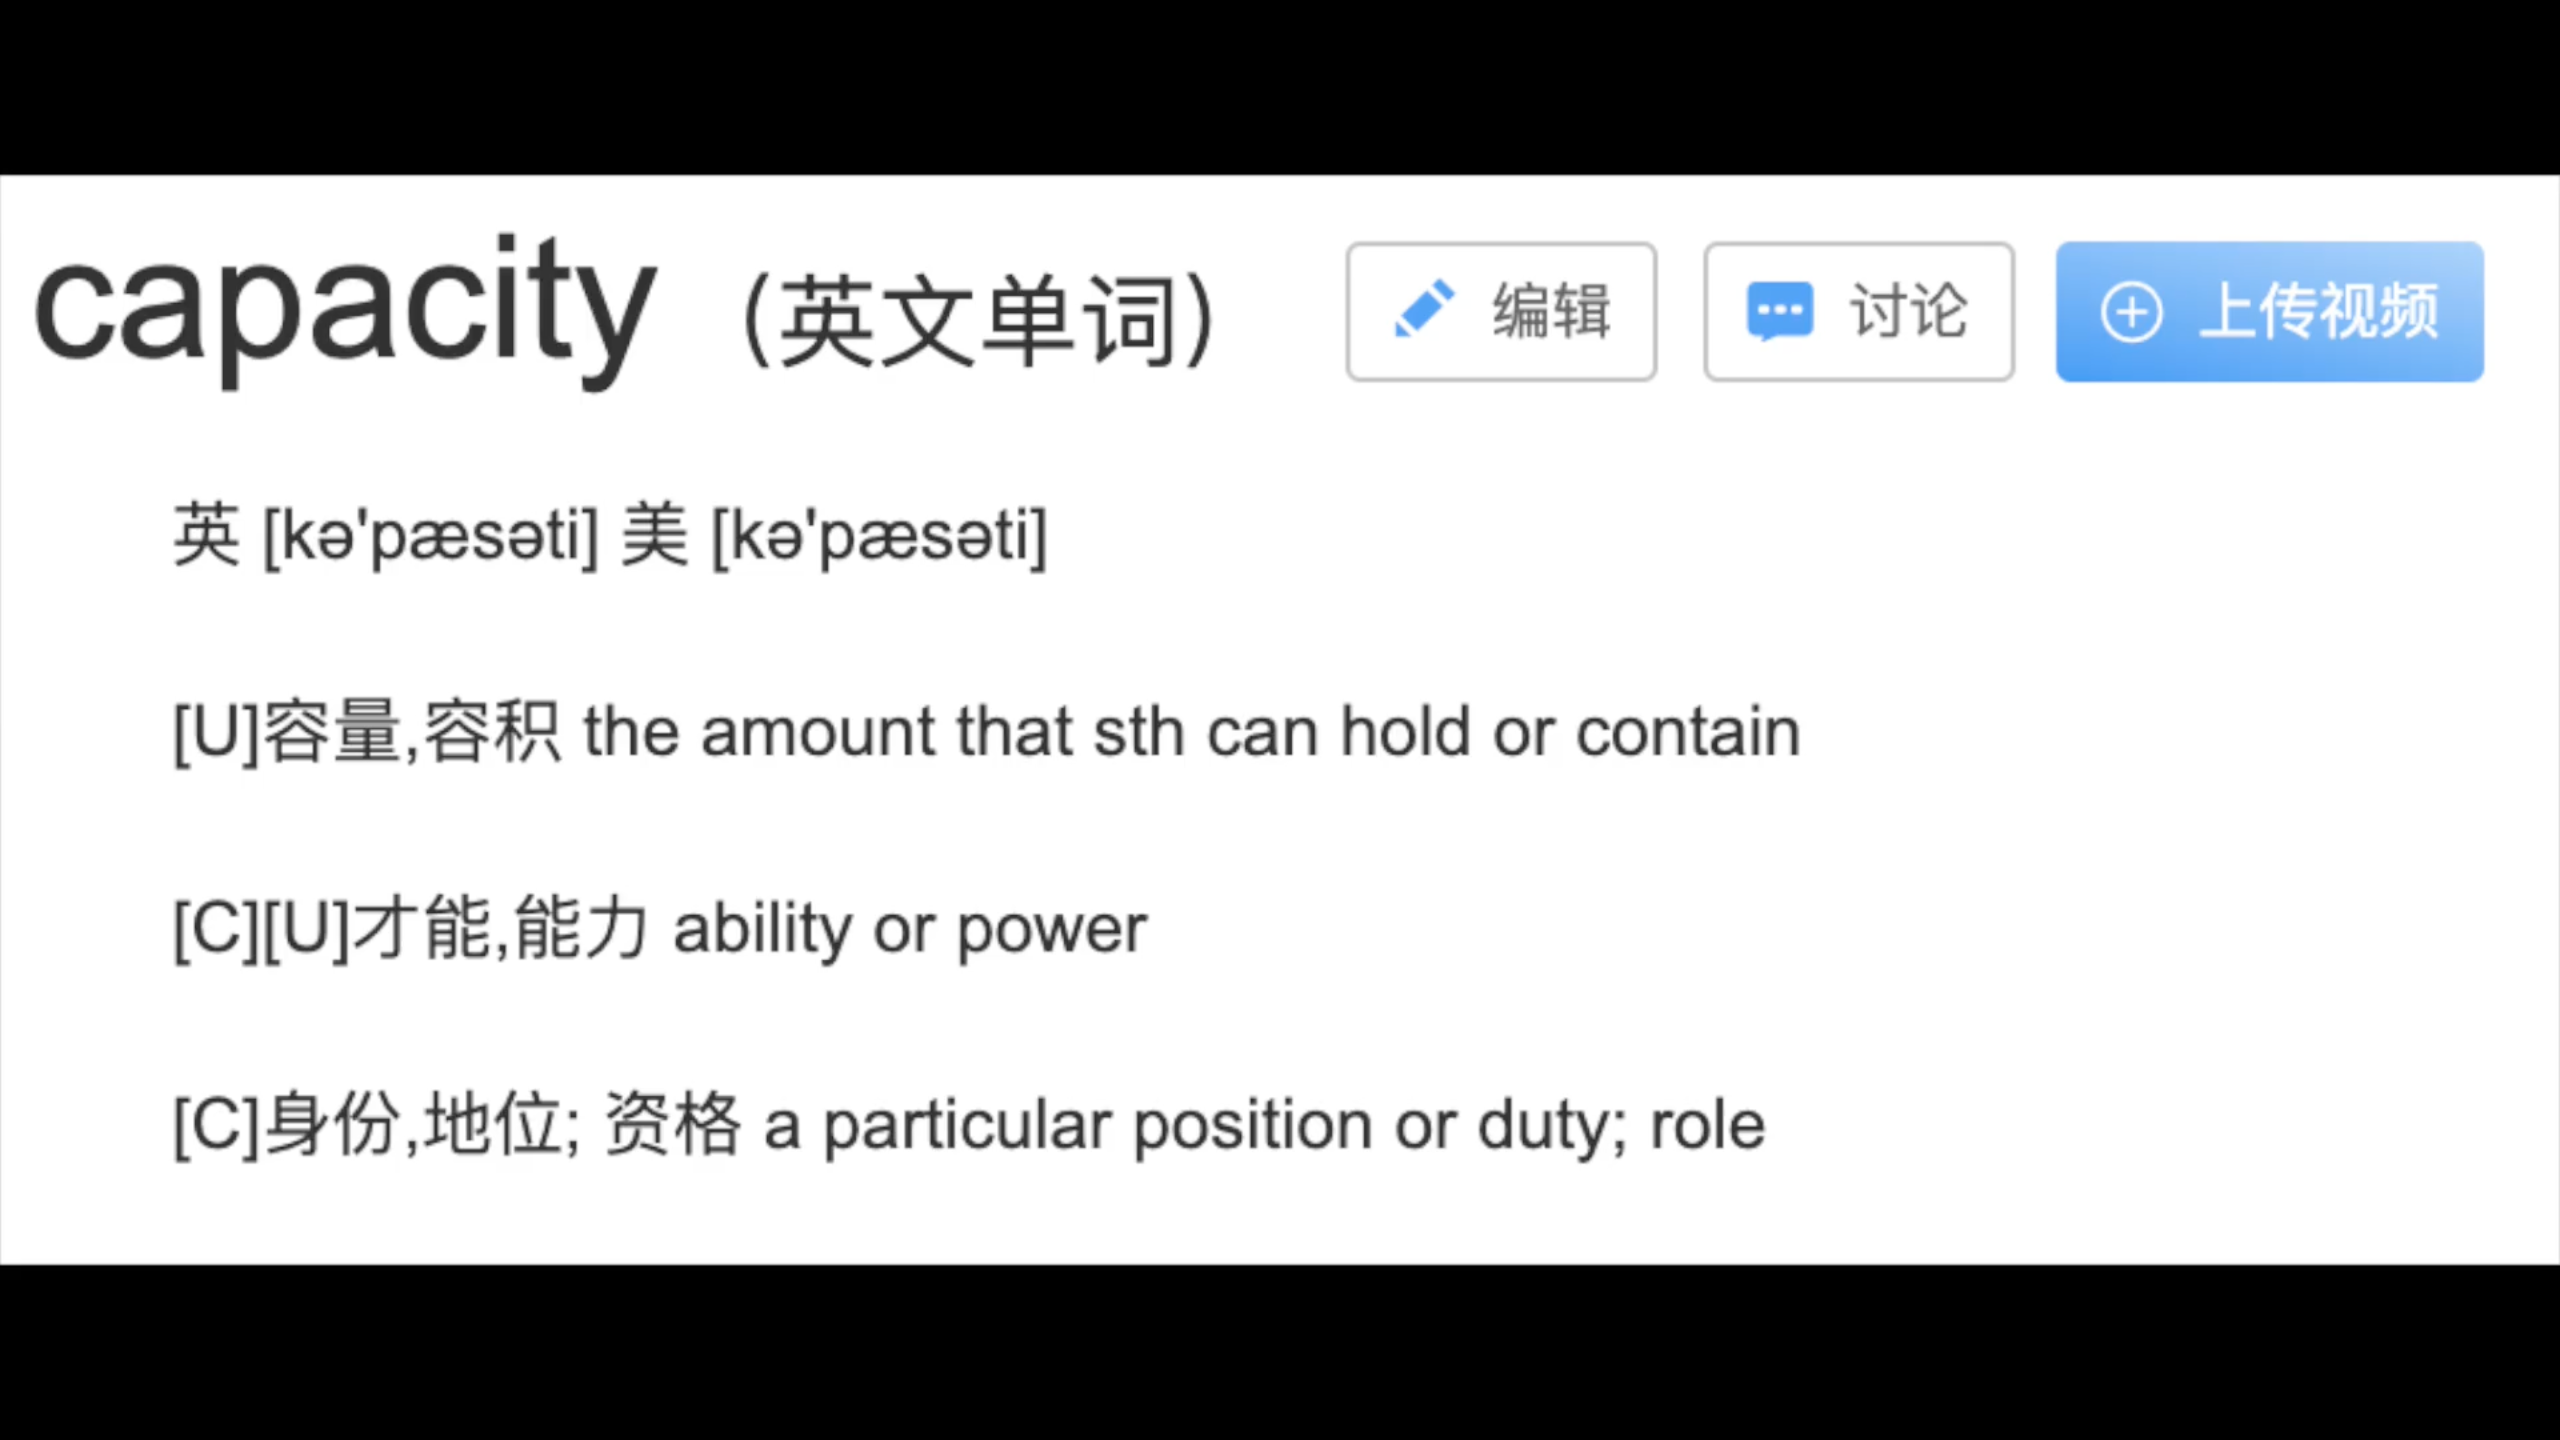 capacity (英文单词) 编辑 讨论 上传视频
英 [kə'pæsəti] 美 [kə'pæsəti]
[U]容量,容积 the amount that sth can hold or contain
[C][U]才能,能力 ability or power
[C]身份,地位; 资格 a particular position or duty; role